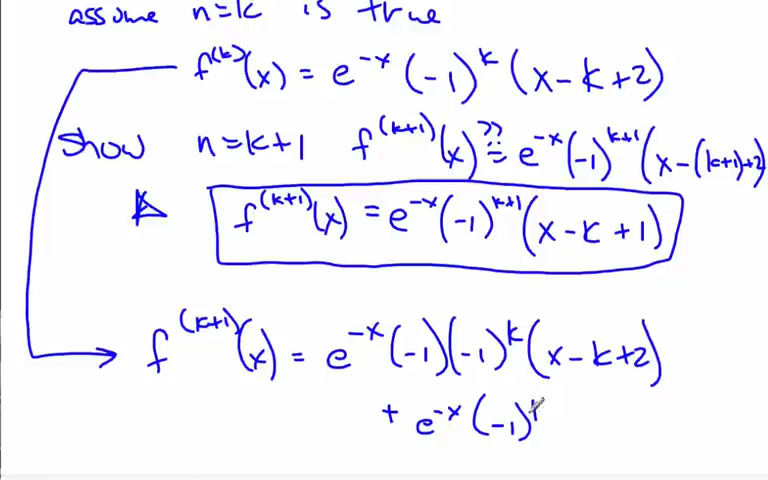 assume n=k is true
f^(k)(x) = e^-x (-1)^k (x-k+2)
show n=k+1 f^(k+1)(x) ??= e^-x (-1)^k+1 (x-(k+1)+2)
f^(k+1)(x) = e^-x (-1)^k+1 (x-k+1)
f^(k+1)(x) = e^-x (-1)(-1)^k (x-k+2)
+ e^-x (-1)